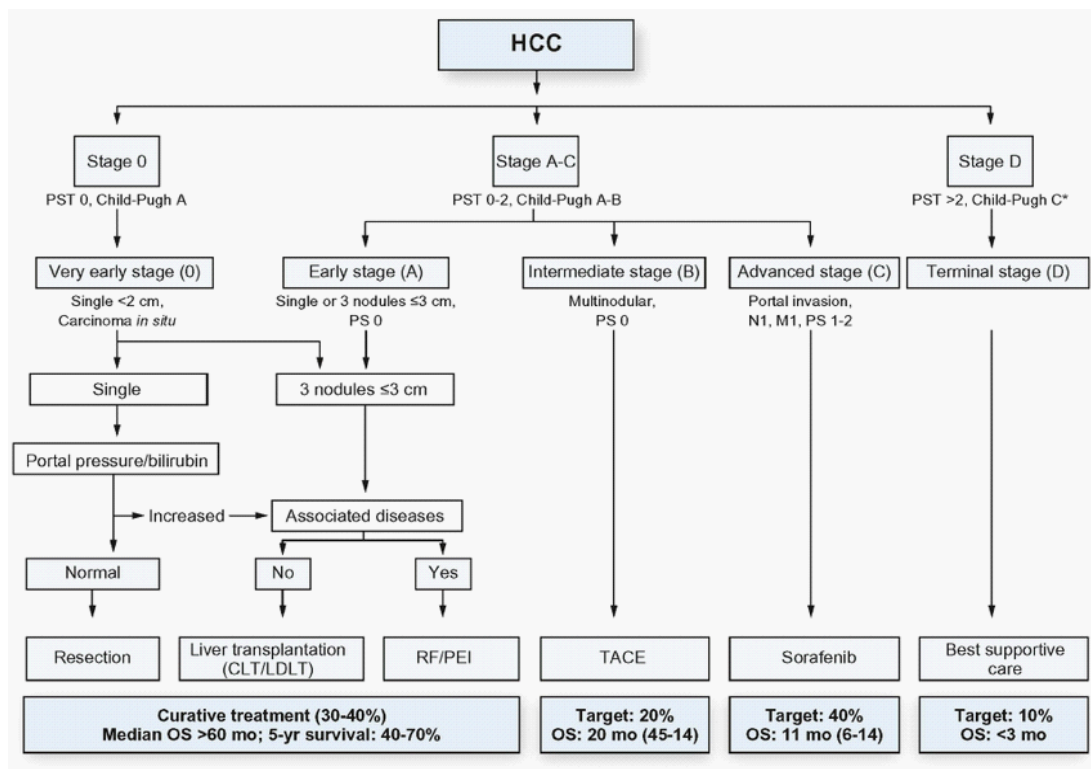 HCC
Stage 0
Stage A-C
Stage D
PST 0, Child-Pugh A
PST 0-2, Child-Pugh A-B
PST >2, Child-Pugh C*
Very early stage (0)
Early stage (A)
Intermediate stage (B)
Advanced stage (C)
Terminal stage (D)
Single <2 cm,
Carcinoma in situ
Single or 3 nodules ≤3 cm,
PS 0
Multinodular,
PS 0
Portal invasion,
N1, M1, PS 1-2
Single
3 nodules ≤3 cm
Portal pressure/bilirubin
Increased
Associated diseases
Normal
No
Yes
Resection
Liver transplantation
(CLT/LDLT)
RF/PEI
TACE
Sorafenib
Best supportive
care
Curative treatment (30-40%)
Median OS >60 mo; 5-yr survival: 40-70%
Target: 20%
OS: 20 mo (45-14)
Target: 40%
OS: 11 mo (6-14)
Target: 10%
OS: <3 mo